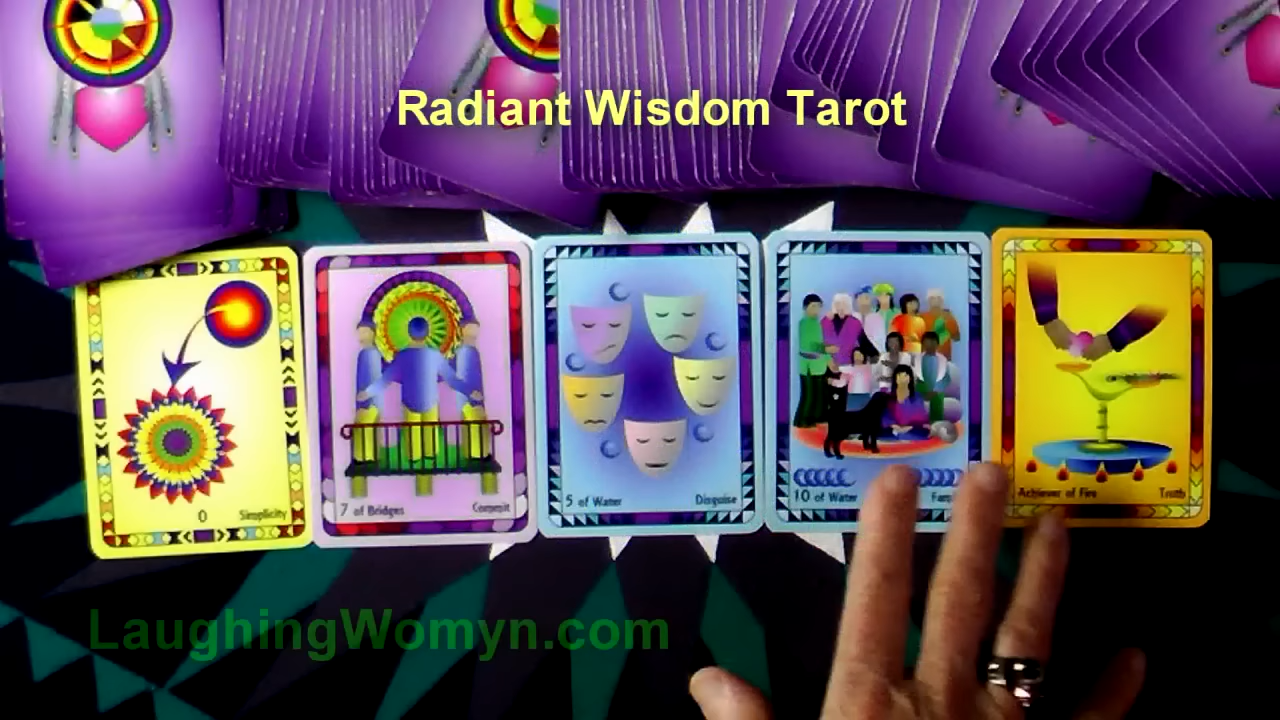 Radiant Wisdom Tarot
0 Simplicity
7 of Bridges Commit
5 of Water Disguise
10 of Water
Achiever of Fire Truth
LaughingWomyn.com